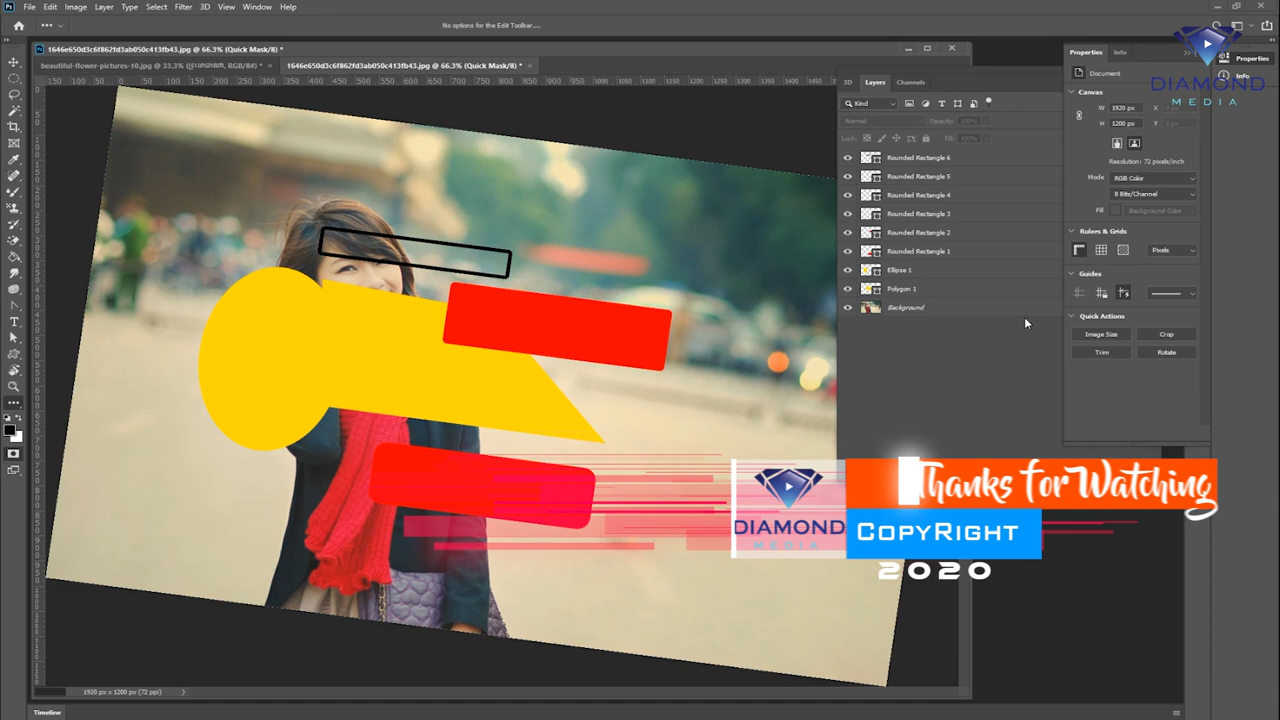 Ps File Edit Image Layer Type Select Filter 3D View Window Help
No options for the Edit Toolbar....
1646e650d3c6f862fd3ab050c413fb43.jpg @ 66.3% (Quick Mask/8) *
beautiful-flower-pictures-10.jpg @ 33.3%
1646e650d3c6f862fd3ab050c413fb43.jpg @ 66.3% (Quick Mask/8) *
3D Layers Channels
Kind
Normal Opacity: 100%
Lock: Fill: 100%
Rounded Rectangle 6
Rounded Rectangle 5
Rounded Rectangle 4
Rounded Rectangle 3
Rounded Rectangle 2
Rounded Rectangle 1
Ellipse 1
Polygon 1
Background
Properties Info
Document
Canvas
W 1920 px X
H 1200 px Y
Resolution: 72 pixels/inch
Mode RGB Color
8 Bits/Channel
Fill Background Color
Rulers & Grids
Pixels
Guides
Quick Actions
Image Size Crop
Trim Rotate
Properties
Info
DIAMOND
MEDIA
DIAMOND
MEDIA
Thanks For Watching
CopyRight
2020
1920 px x 1200 px (72 ppi)
Timeline